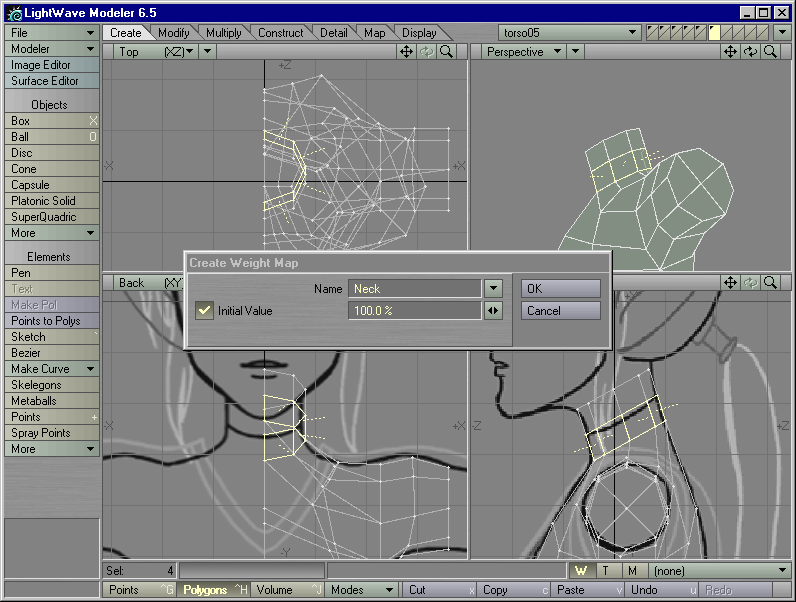 LightWave Modeler 6.5
File
Create Modify Multiply Construct Detail Map Display
torso05
Modeler
Top (XZ)
Perspective
Image Editor
Surface Editor
Objects
Box X
Ball O
Disc
Cone
Capsule
Platonic Solid
SuperQuadric
More
Elements
Pen
Text
Make Pol
Points to Polys
Sketch `
Bezier
Make Curve
Skelegons
Metaballs
Points +
Spray Points
More
+Z
-X
+X
Back (XY
Create Weight Map
Name Neck
Initial Value 100.0 %
OK
Cancel
-X
+X
-Y
-Z
+Z
-Y
Sel: 4
W T M (none)
Points ^G Polygons ^H Volume ^J Modes Cut x Copy c Paste v Undo u Redo